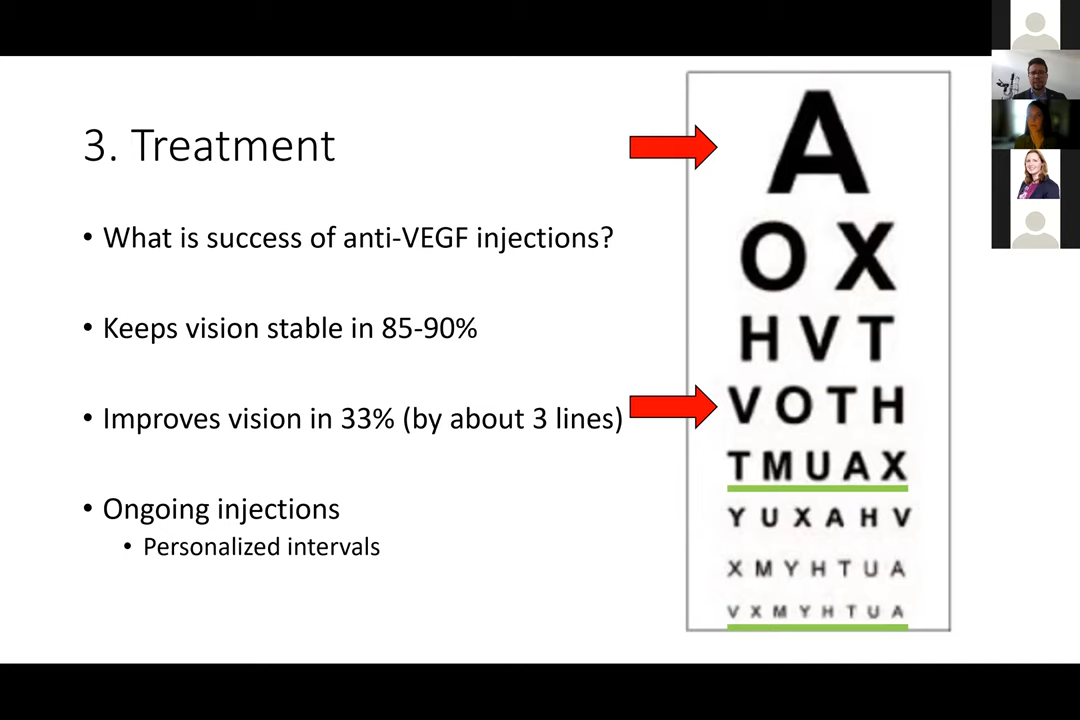 3. Treatment
• What is success of anti-VEGF injections?
• Keeps vision stable in 85-90%
• Improves vision in 33% (by about 3 lines)
• Ongoing injections
• Personalized intervals
A
O X
H V T
V O T H
T M U A X
Y U X A H V
X M Y H T U A
V X M Y H T U A